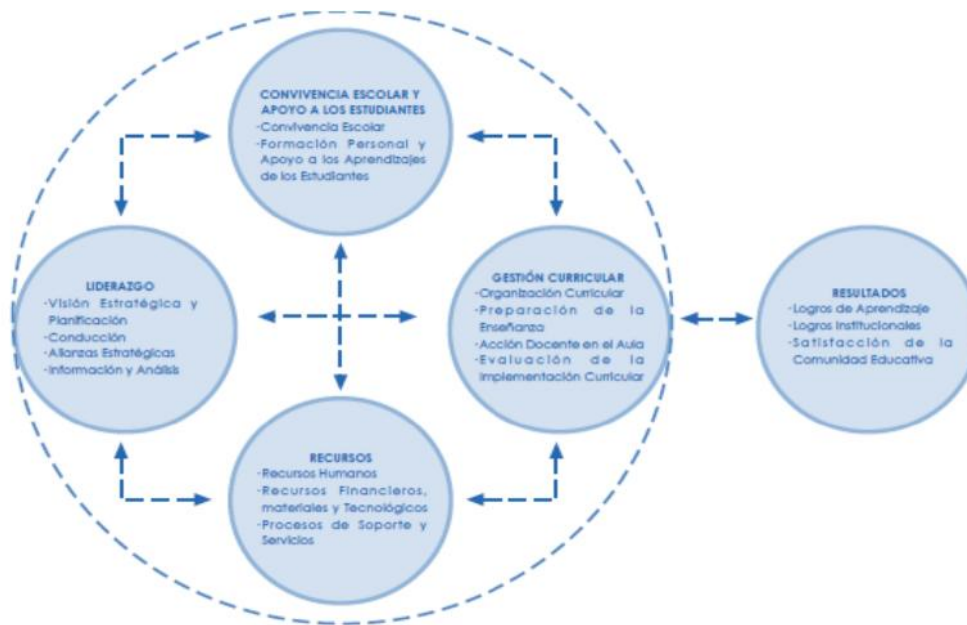 CONVIVENCIA ESCOLAR Y
APOYO A LOS ESTUDIANTES
-Convivencia Escolar
-Formación Personal y
Apoyo a los Aprendizajes
de los Estudiantes
LIDERAZGO
-Visión Estratégica y
Planificación
-Conducción
-Alianzas Estratégicas
-Información y Análisis
GESTIÓN CURRICULAR
-Organización Curricular
-Preparación de la
Enseñanza
-Acción Docente en el Aula
-Evaluación de la
Implementación Curricular
RESULTADOS
-Logros de Aprendizaje
-Logros Institucionales
-Satisfacción de la
Comunidad Educativa
RECURSOS
-Recursos Humanos
-Recursos Financieros,
materiales y Tecnológicos
-Procesos de Soporte y
Servicios